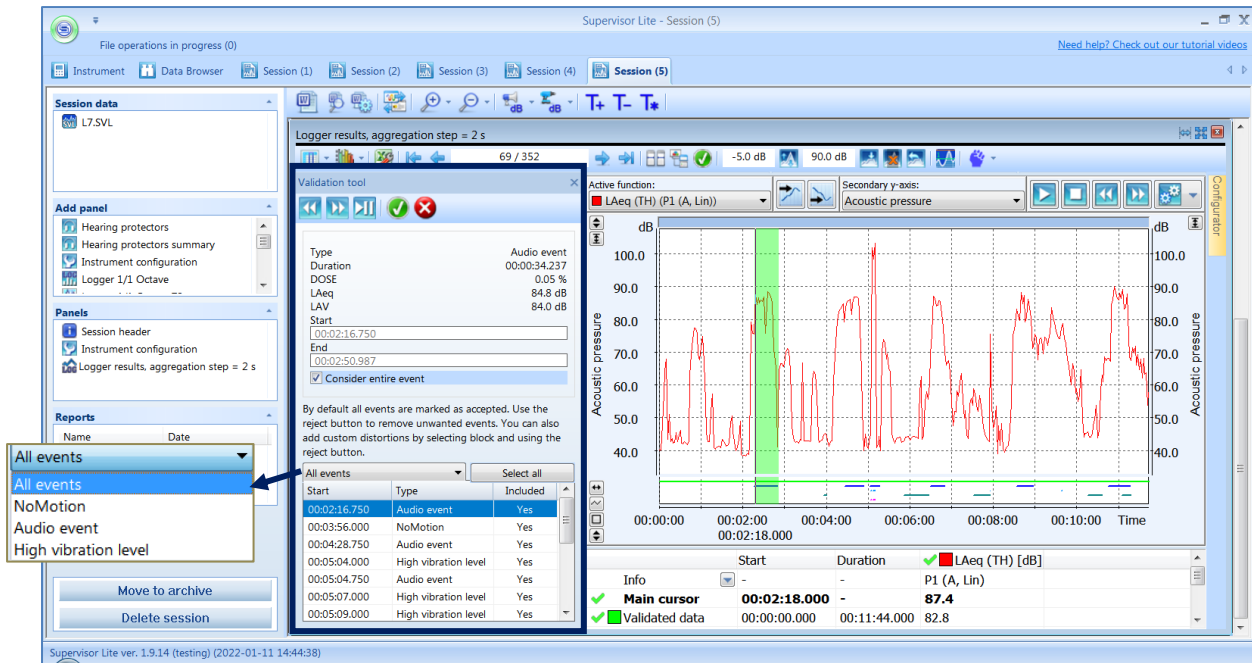 Supervisor Lite - Session (5)
File operations in progress (0)
Need help? Check out our tutorial videos
Instrument Data Browser Session (1) Session (2) Session (3) Session (4) Session (5)
Session data
L7.SVL
Add panel
Hearing protectors
Hearing protectors summary
Instrument configuration
Logger 1/1 Octave
Panels
Session header
Instrument configuration
Logger results, aggregation step = 2 s
Reports
Name Date
All events
All events
NoMotion
Audio event
High vibration level
Move to archive
Delete session
dB dB T+ T- T*
Logger results, aggregation step = 2 s
69 / 352 -5.0 dB 90.0 dB
Validation tool
Type Audio event
Duration 00:00:34.237
DOSE 0.05 %
LAeq 84.8 dB
LAV 84.0 dB
Start
00:02:16.750
End
00:02:50.987
Consider entire event
By default all events are marked as accepted. Use the
reject button to remove unwanted events. You can also
add custom distortions by selecting block and using the
reject button.
All events Select all
Start Type Included
00:02:16.750 Audio event Yes
00:03:56.000 NoMotion Yes
00:04:28.750 Audio event Yes
00:05:04.000 High vibration level Yes
00:05:04.750 Audio event Yes
00:05:07.000 High vibration level Yes
00:05:09.000 High vibration level Yes
Active function: Secondary y-axis:
LAeq (TH) (P1 (A, Lin)) Acoustic pressure
Configurator
dB dB
100.0 100.0
90.0 90.0
80.0 80.0
70.0 70.0
60.0 60.0
50.0 50.0
40.0 40.0
Acoustic pressure
Acoustic pressure
00:00:00 00:02:00 00:04:00 00:06:00 00:08:00 00:10:00 Time
00:02:18.000
Start Duration LAeq (TH) [dB]
Info - - P1 (A, Lin)
Main cursor 00:02:18.000 - 87.4
Validated data 00:00:00.000 00:11:44.000 82.8
Supervisor Lite ver. 1.9.14 (testing) (2022-01-11 14:44:38)